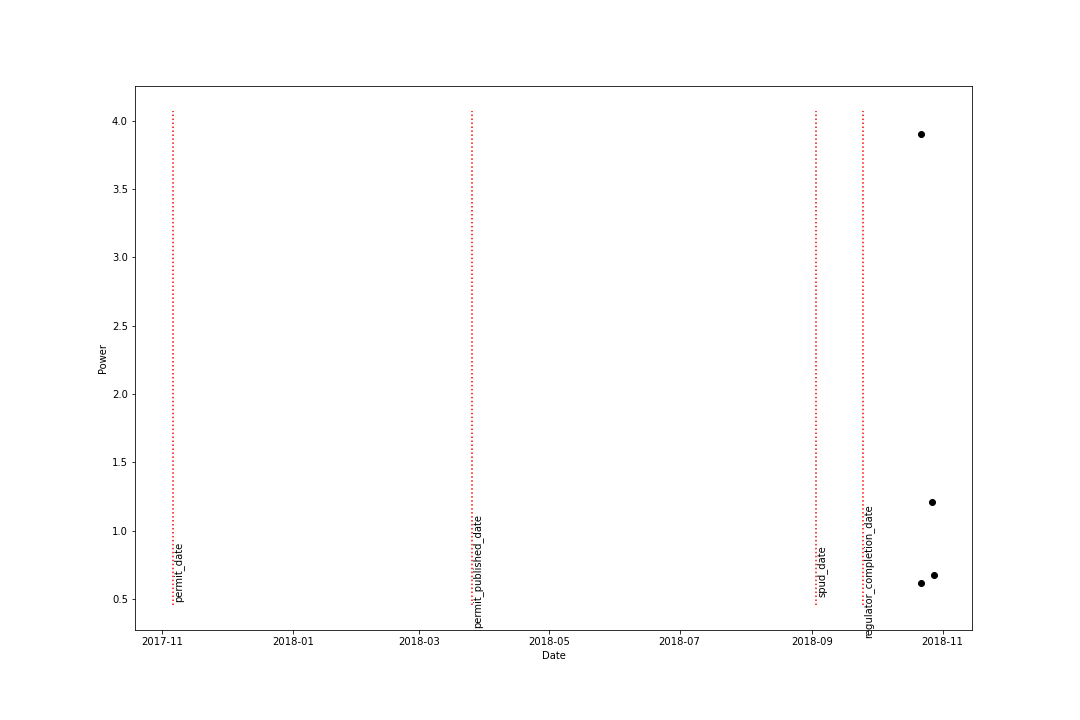 4.0
3.5
3.0
2.5
2.0
1.5
1.0
0.5
Power
permit_date
permit_published_date
spud_date
regulator_completion_date
2017-11
2018-01
2018-03
2018-05
2018-07
2018-09
2018-11
Date